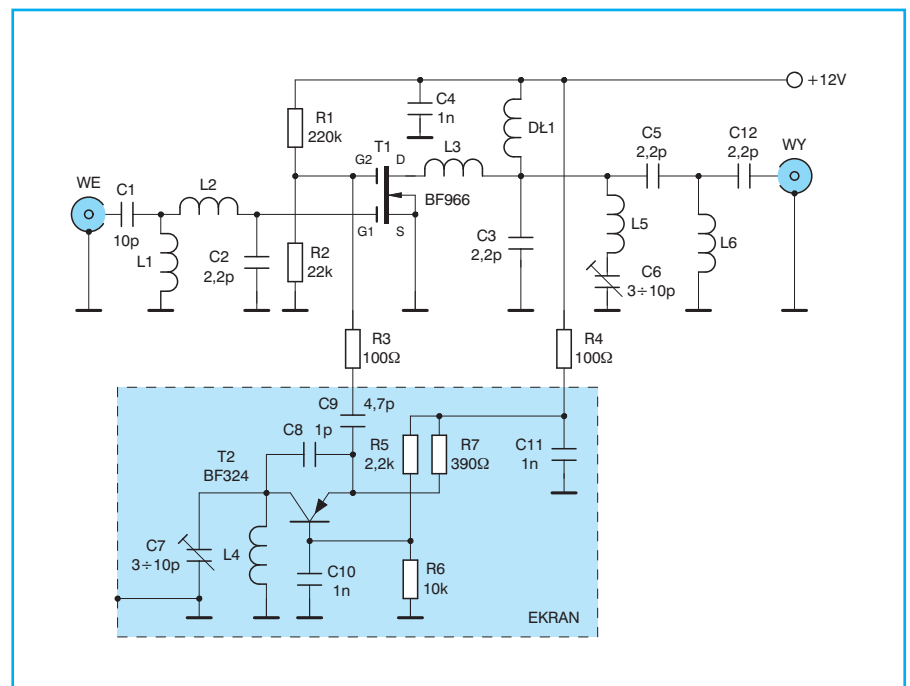 +12V
C4
1n
R1
220k
DŁ1
T1
L3
C5
2,2p
C12
2,2p
WY
G2
D
BF966
WE
C1
10p
L2
L1
C2
2,2p
R2
22k
G1
S
C3
2,2p
L5
C6
3÷10p
L6
R3
100Ω
R4
100Ω
C9
4,7p
C8
1p
R5
2,2k
R7
390Ω
C11
1n
T2
BF324
C7
3÷10p
L4
C10
1n
R6
10k
EKRAN